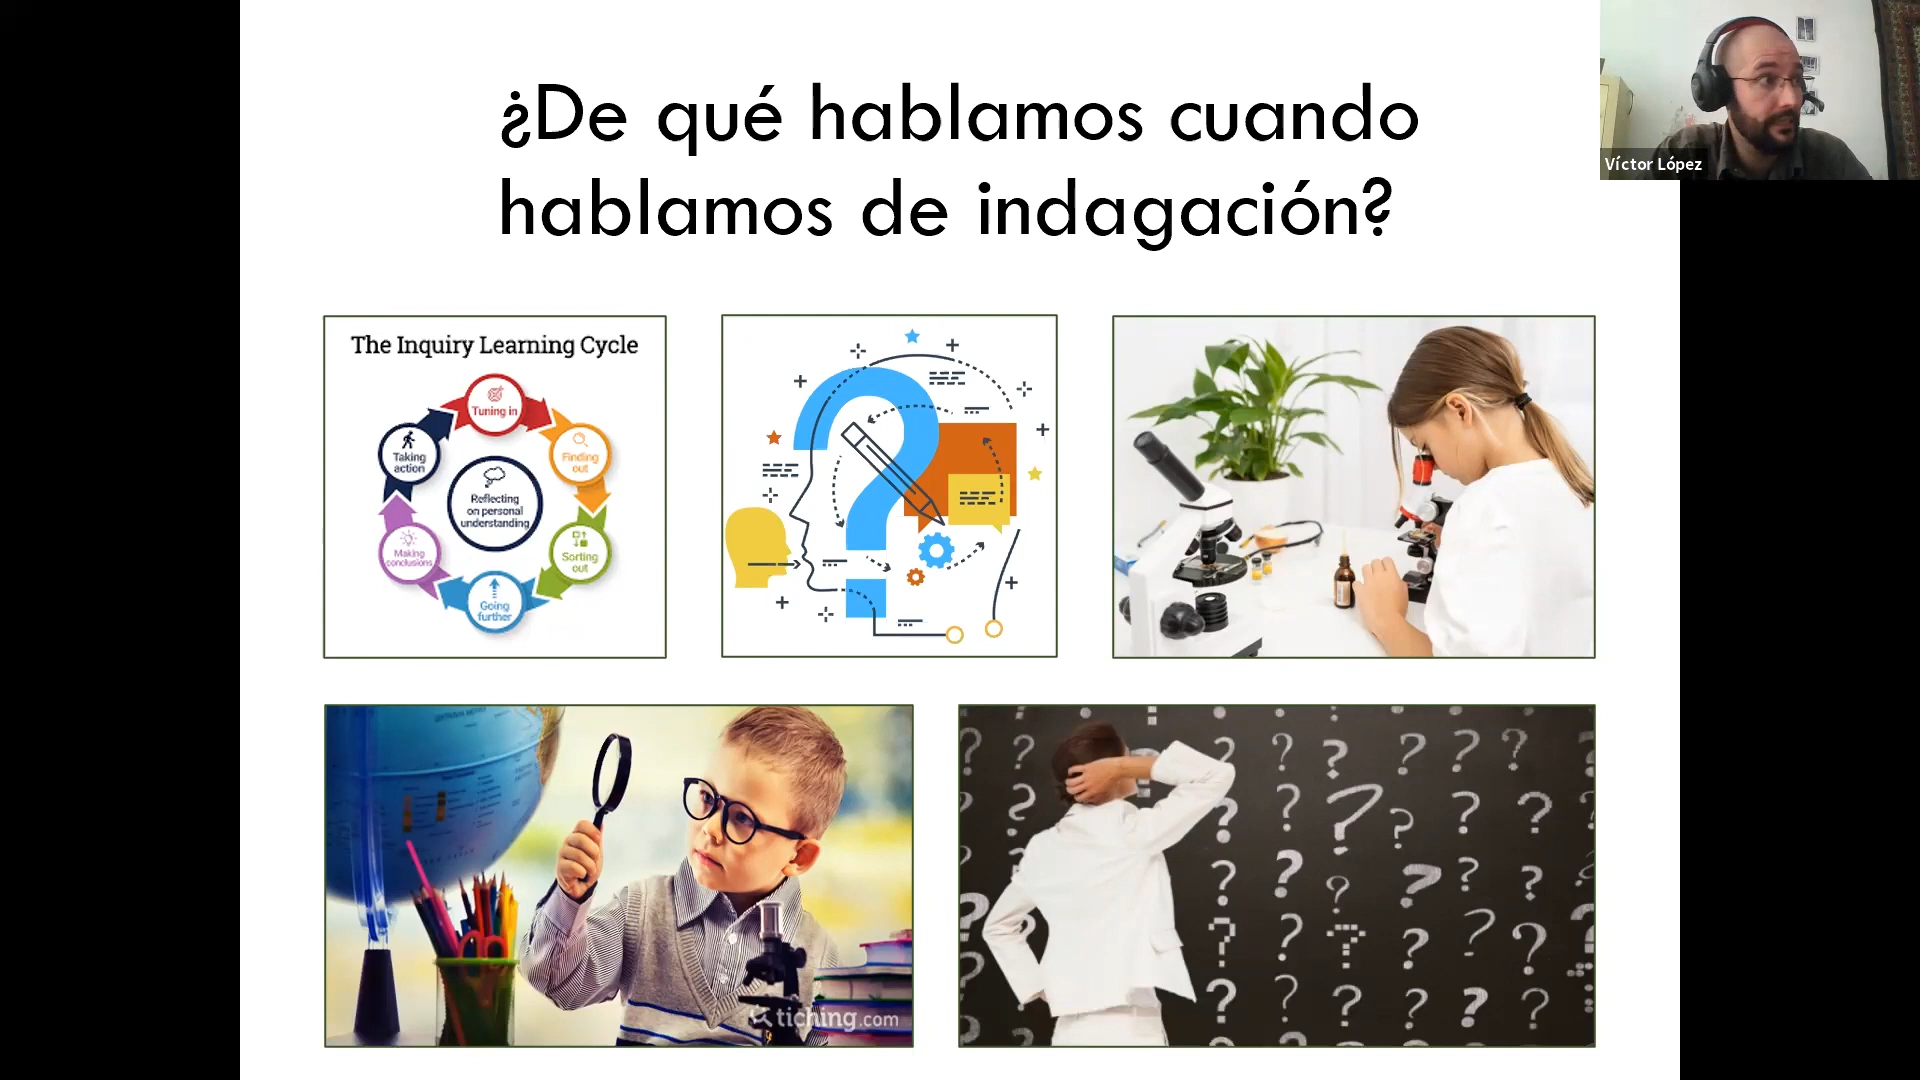 ¿De qué hablamos cuando
hablamos de indagación?
Víctor López
The Inquiry Learning Cycle
Tuning in
Finding
out
Sorting
out
Going
further
Making
conclusions
Taking
action
Reflecting
on personal
understanding
tiching.com